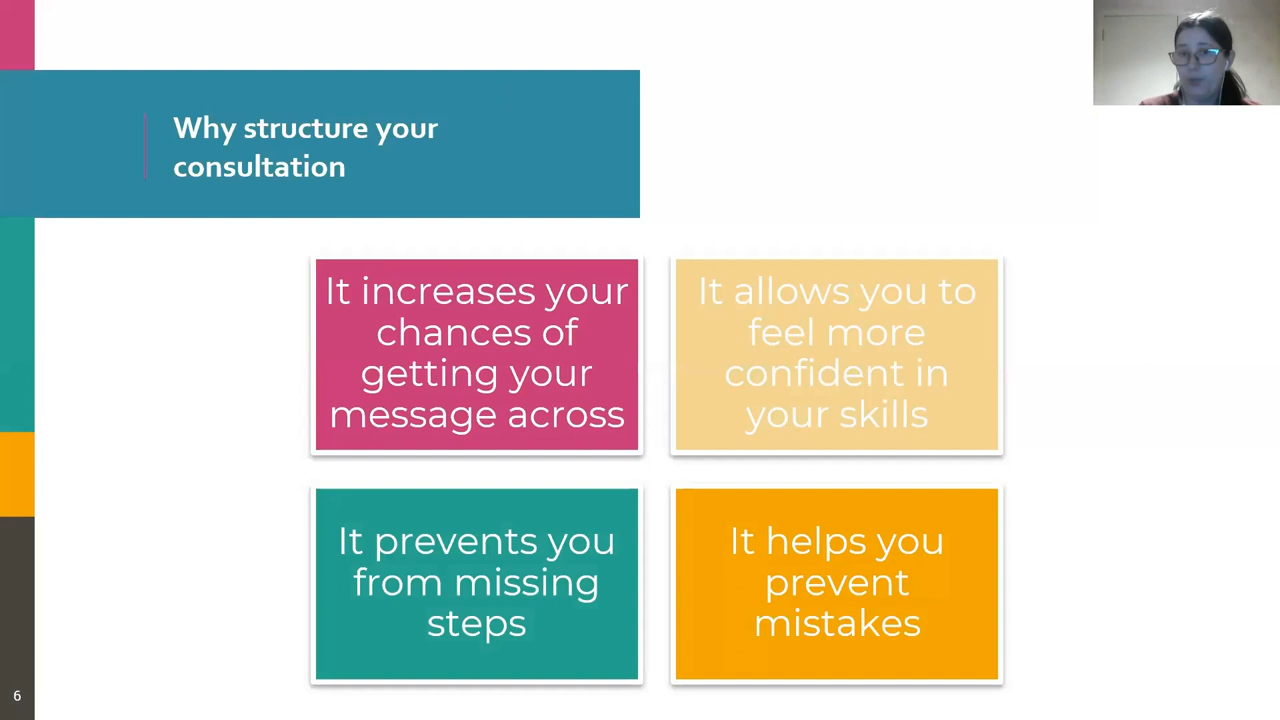 Why structure your
consultation
It increases your
chances of
getting your
message across
It allows you to
feel more
confident in
your skills
It prevents you
from missing
steps
It helps you
prevent
mistakes
6